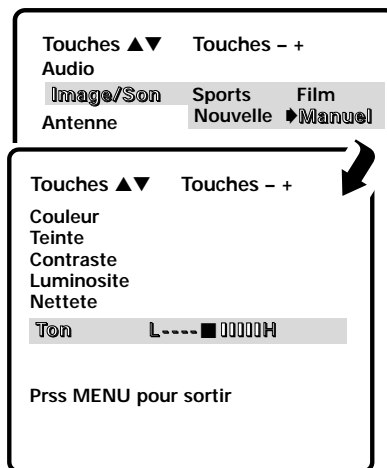 Touches ▲▼ Touches – +
Audio
Image/Son Sports Film
Nouvelle ➧Manuel
Antenne
Touches ▲▼ Touches – +
Couleur
Teinte
Contraste
Luminosite
Nettete
Ton L----■IIIIIH
Prss MENU pour sortir